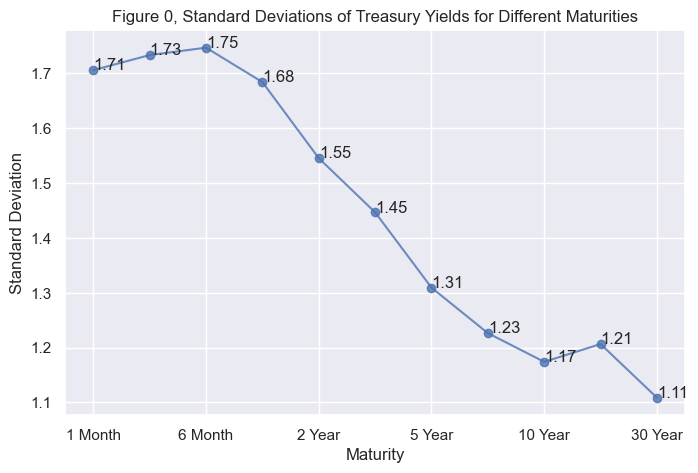 Figure 0, Standard Deviations of Treasury Yields for Different Maturities
Standard Deviation
1.7
1.6
1.5
1.4
1.3
1.2
1.1
1.71
1.73
1.75
1.68
1.55
1.45
1.31
1.23
1.17
1.21
1.11
1 Month
6 Month
2 Year
5 Year
10 Year
30 Year
Maturity